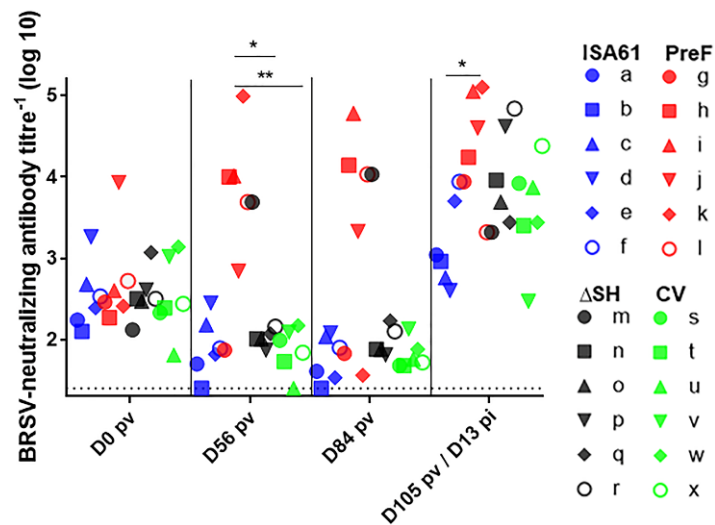 BRSV-neutralizing antibody titre⁻¹ (log 10)
5
4
3
2
*
**
*
D0 pv
D56 pv
D84 pv
D105 pv / D13 pi
ISA61 PreF
a g
b h
c i
d j
e k
f l
ΔSH CV
m s
n t
o u
p v
q w
r x